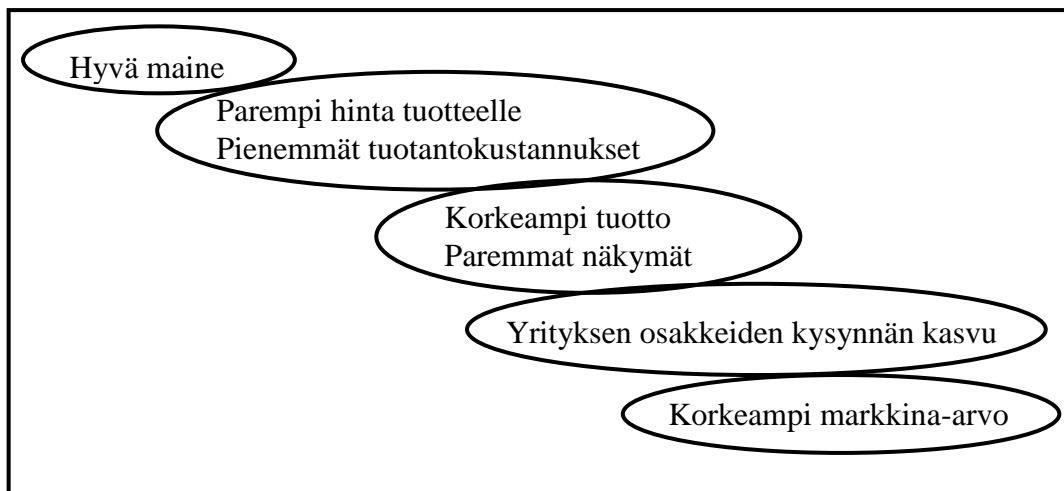 Hyvä maine
Parempi hinta tuotteelle
Pienemmät tuotantokustannukset
Korkeampi tuotto
Paremmat näkymät
Yrityksen osakkeiden kysynnän kasvu
Korkeampi markkina-arvo